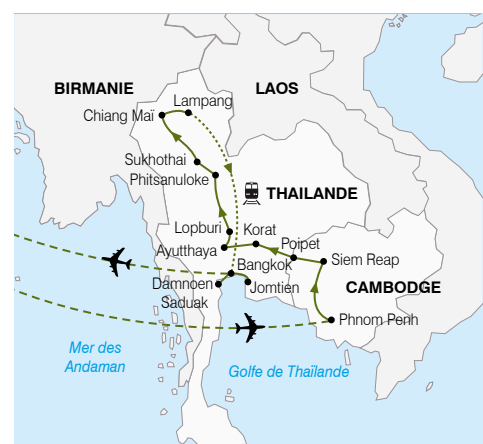 BIRMANIE
LAOS
Lampang
Chiang Maï
Sukhothai
Phitsanuloke
THAILANDE
Lopburi
Korat
Ayutthaya
Poipet
Siem Reap
Bangkok
Damnoen
Saduak
Jomtien
CAMBODGE
Phnom Penh
Mer des
Andaman
Golfe de Thaïlande